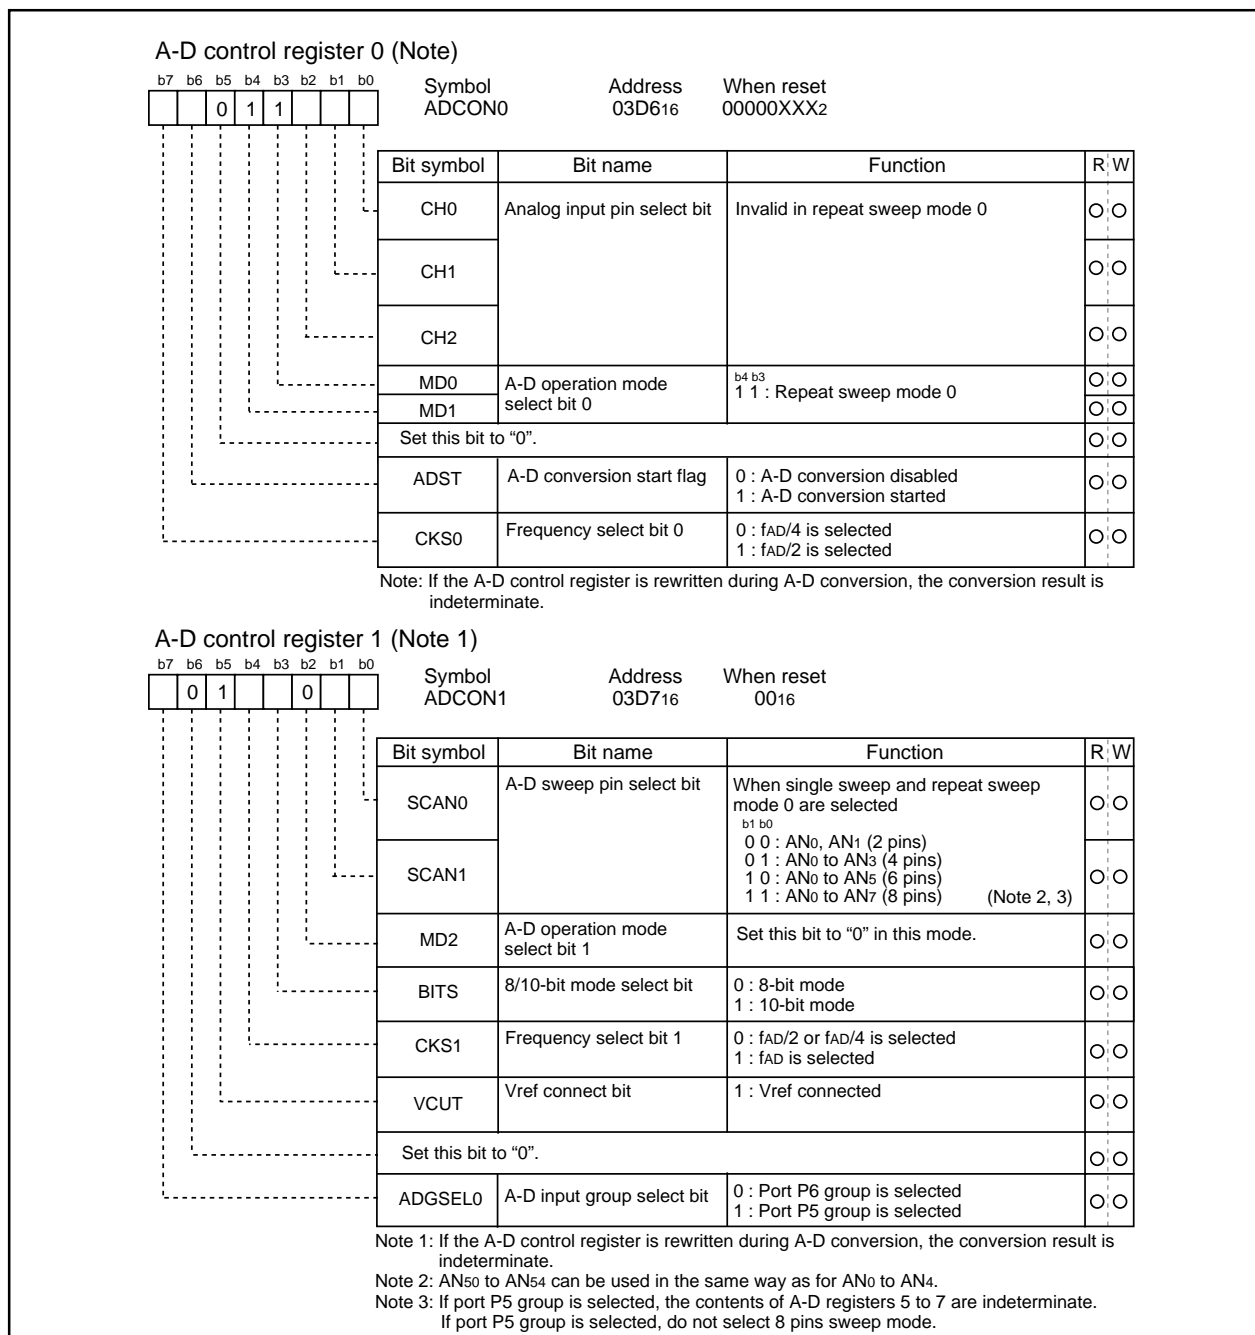 A-D control register 0 (Note)
b7 b6 b5 b4 b3 b2 b1 b0
0 1 1
Symbol Address When reset
ADCON0 03D616 00000XXX2
Bit symbol Bit name Function R W
CH0 Analog input pin select bit Invalid in repeat sweep mode 0
CH1
CH2
MD0 A-D operation mode select bit 0
b4 b3
1 1 : Repeat sweep mode 0
MD1
Set this bit to “0”.
ADST A-D conversion start flag 0 : A-D conversion disabled
1 : A-D conversion started
CKS0 Frequency select bit 0 0 : fAD/4 is selected
1 : fAD/2 is selected
Note: If the A-D control register is rewritten during A-D conversion, the conversion result is
indeterminate.
A-D control register 1 (Note 1)
b7 b6 b5 b4 b3 b2 b1 b0
0 1 0
Symbol Address When reset
ADCON1 03D716 0016
Bit symbol Bit name Function R W
SCAN0 A-D sweep pin select bit When single sweep and repeat sweep
mode 0 are selected
b1 b0
0 0 : AN0, AN1 (2 pins)
0 1 : AN0 to AN3 (4 pins)
SCAN1 1 0 : AN0 to AN5 (6 pins)
1 1 : AN0 to AN7 (8 pins) (Note 2, 3)
MD2 A-D operation mode select bit 1 Set this bit to “0” in this mode.
BITS 8/10-bit mode select bit 0 : 8-bit mode
1 : 10-bit mode
CKS1 Frequency select bit 1 0 : fAD/2 or fAD/4 is selected
1 : fAD is selected
VCUT Vref connect bit 1 : Vref connected
Set this bit to “0”.
ADGSEL0 A-D input group select bit 0 : Port P6 group is selected
1 : Port P5 group is selected
Note 1: If the A-D control register is rewritten during A-D conversion, the conversion result is
indeterminate.
Note 2: AN50 to AN54 can be used in the same way as for AN0 to AN4.
Note 3: If port P5 group is selected, the contents of A-D registers 5 to 7 are indeterminate.
If port P5 group is selected, do not select 8 pins sweep mode.